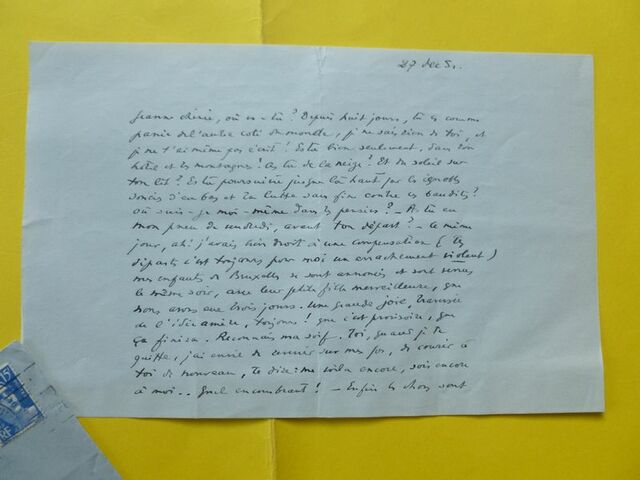 27 dec 51.
Jeanne chérie, où es-tu? Depuis huit jours, tu es comme
passée de l'autre coté du monde, je ne sais rien de toi, et
je ne t'ai même pas écrit! Es tu bien seulement, dans ton
hôtel et tes montagnes! As tu de la neige? Et du soleil sur
ton lit? Es tu poursuivie jusque là haut par les ignobles
soucis d'en bas et la lutte sans fin contre les bandits?
Où suis-je moi-même dans tes pensées? - As tu eu
mon pneu de vendredi, avant ton départ? - Le même
jour, ah! j'avais bien droit à une compensation (tes
départs c'est toujours pour moi un arrachement violent)
mes enfants de Bruxelles se sont annoncés et sont venus
le même soir, avec leur petite fille merveilleuse, que
nous avons eue trois jours. Une grande joie, traversée
de l'idée amère, toujours! que c'est provisoire, que
ça finira. Reconnais ma soif. Toi, quand je te
quitte, j'ai envie de revenir sur mes pas, de courir à
toi de nouveau, te dire: me voilà encore, sois encore
à moi.. Quel encombrant! - Enfin les choses sont
15
RF